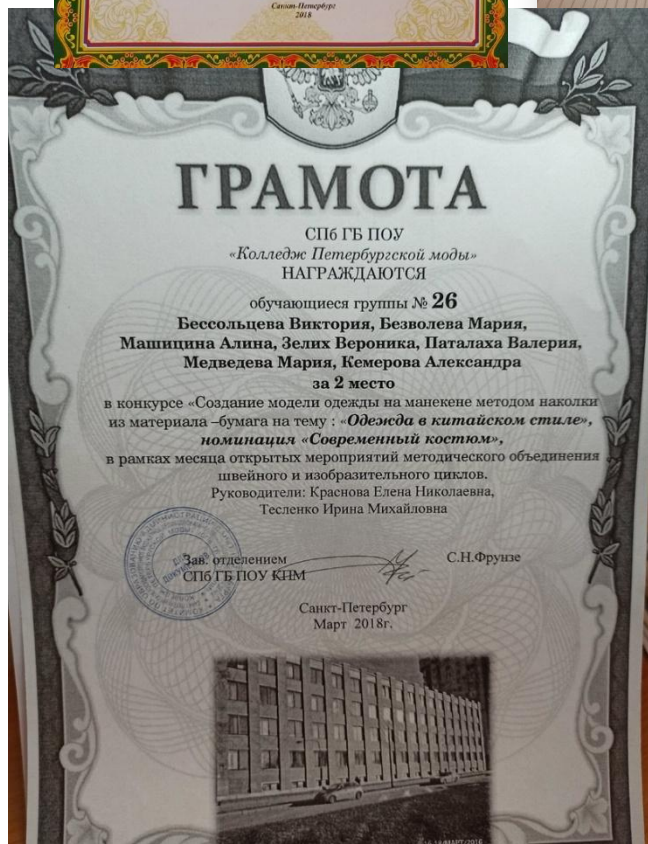 Санкт-Петербург
2018
ГРАМОТА
СПб ГБ ПОУ
«Колледж Петербургской моды»
НАГРАЖДАЮТСЯ
обучающиеся группы № 26
Бессольцева Виктория, Безволева Мария,
Машицина Алина, Зелих Вероника, Паталаха Валерия,
Медведева Мария, Кемерова Александра
за 2 место
в конкурсе «Создание модели одежды на манекене методом наколки
из материала –бумага на тему : «Одежда в китайском стиле»,
номинация «Современный костюм»,
в рамках месяца открытых мероприятий методического объединения
швейного и изобразительного циклов.
Руководители: Краснова Елена Николаевна,
Тесленко Ирина Михайловна
Зав. отделением С.Н.Фрунзе
СПб ГБ ПОУ КПМ
Санкт-Петербург
Март 2018г.